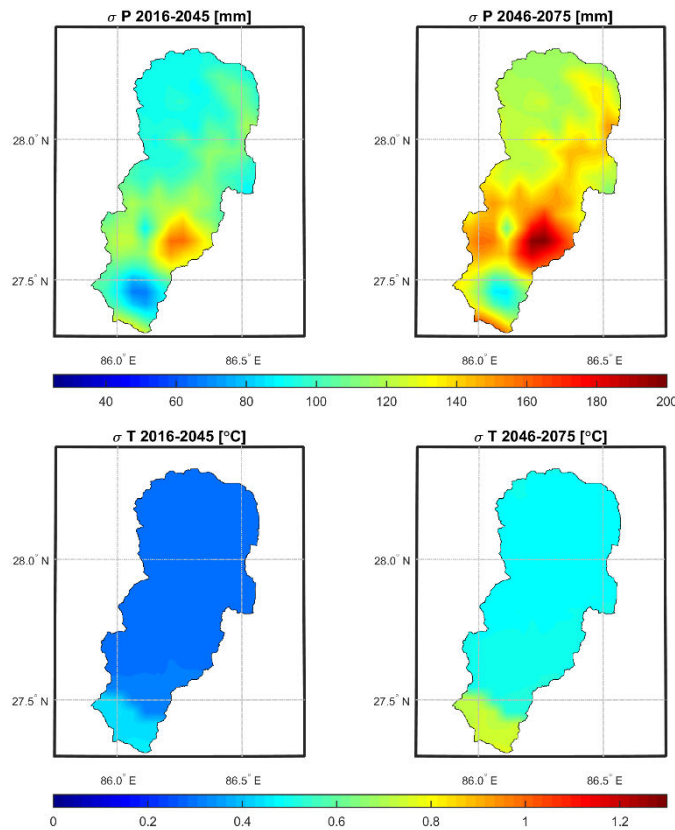 σ P 2016-2045 [mm]
σ P 2046-2075 [mm]
28.0° N
28.0° N
27.5° N
27.5° N
86.0° E
86.5° E
86.0° E
86.5° E
40 60 80 100 120 140 160 180 200
σ T 2016-2045 [°C]
σ T 2046-2075 [°C]
28.0° N
28.0° N
27.5° N
27.5° N
86.0° E
86.5° E
86.0° E
86.5° E
0 0.2 0.4 0.6 0.8 1 1.2